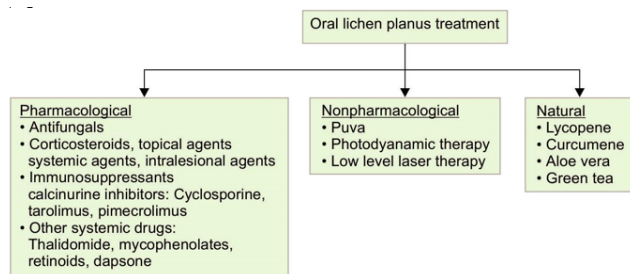 Oral lichen planus treatment
Pharmacological
• Antifungals
• Corticosteroids, topical agents
systemic agents, intralesional agents
• Immunosuppressants
calcinurine inhibitors: Cyclosporine,
tarolimus, pimecrolimus
• Other systemic drugs:
Thalidomide, mycophenolates,
retinoids, dapsone
Nonpharmacological
• Puva
• Photodyanamic therapy
• Low level laser therapy
Natural
• Lycopene
• Curcumene
• Aloe vera
• Green tea